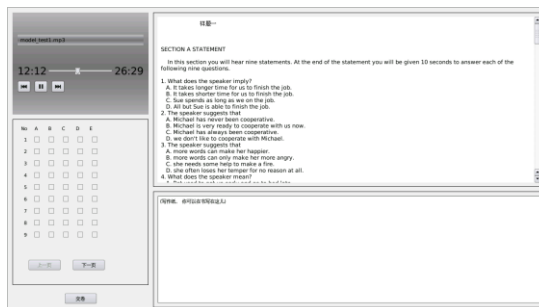 model_test1.mp3
12:12
26:29
No A B C D E
1
2
3
4
5
6
7
8
9
上一页
下一页
SECTION A STATEMENT
In this section you will hear nine statements. At the end of the statement you will be given 10 seconds to answer each of the
following nine questions.
1. What does the speaker imply?
A. It takes longer time for us to finish the job.
B. It takes shorter time for us to finish the job.
C. Sue spends as long as we on the job.
D. All but Sue is able to finish the job.
2. The speaker suggests that
A. Michael has never been cooperative.
B. Michael is very ready to cooperate with us now.
C. Michael has always been cooperative.
D. we don't like to cooperate with Michael.
3. The speaker suggests that
A. more words can make her happier.
B. more words can only make her more angry.
C. she needs some help to make a fire.
D. she often loses her temper for no reason at all.
4. What does the speaker mean?